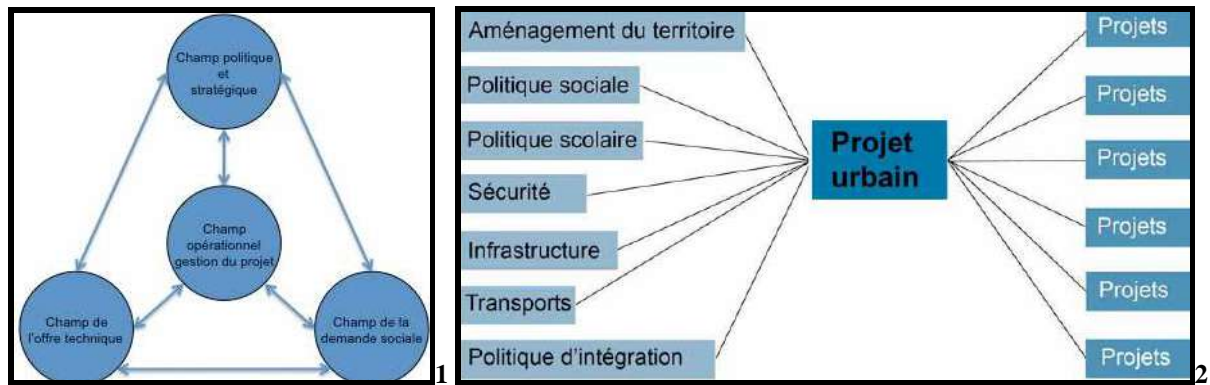 Champ politique
et
stratégique
Champ
opérationnel
gestion du projet
Champ de
l'offre technique
Champ de la
demande sociale
1
Aménagement du territoire
Politique sociale
Politique scolaire
Sécurité
Infrastructure
Transports
Politique d'intégration
Projet
urbain
Projets
Projets
Projets
Projets
Projets
Projets
2